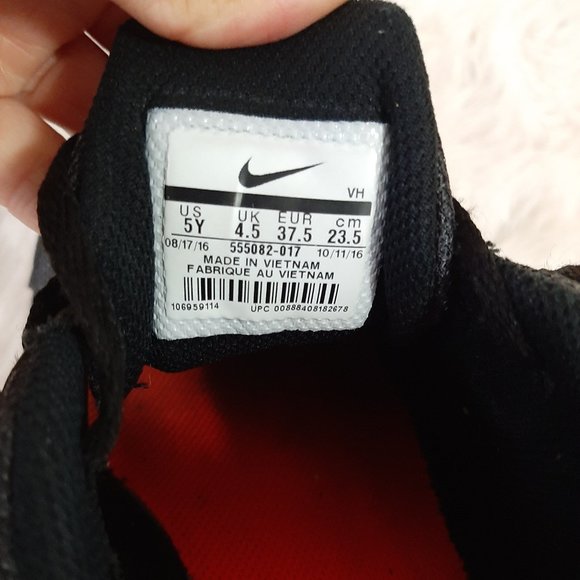 VH
US UK EUR cm
5Y 4.5 37.5 23.5
08/17/16 555082-017 10/11/16
MADE IN VIETNAM
FABRIQUE AU VIETNAM
106959114 UPC 00888408182678